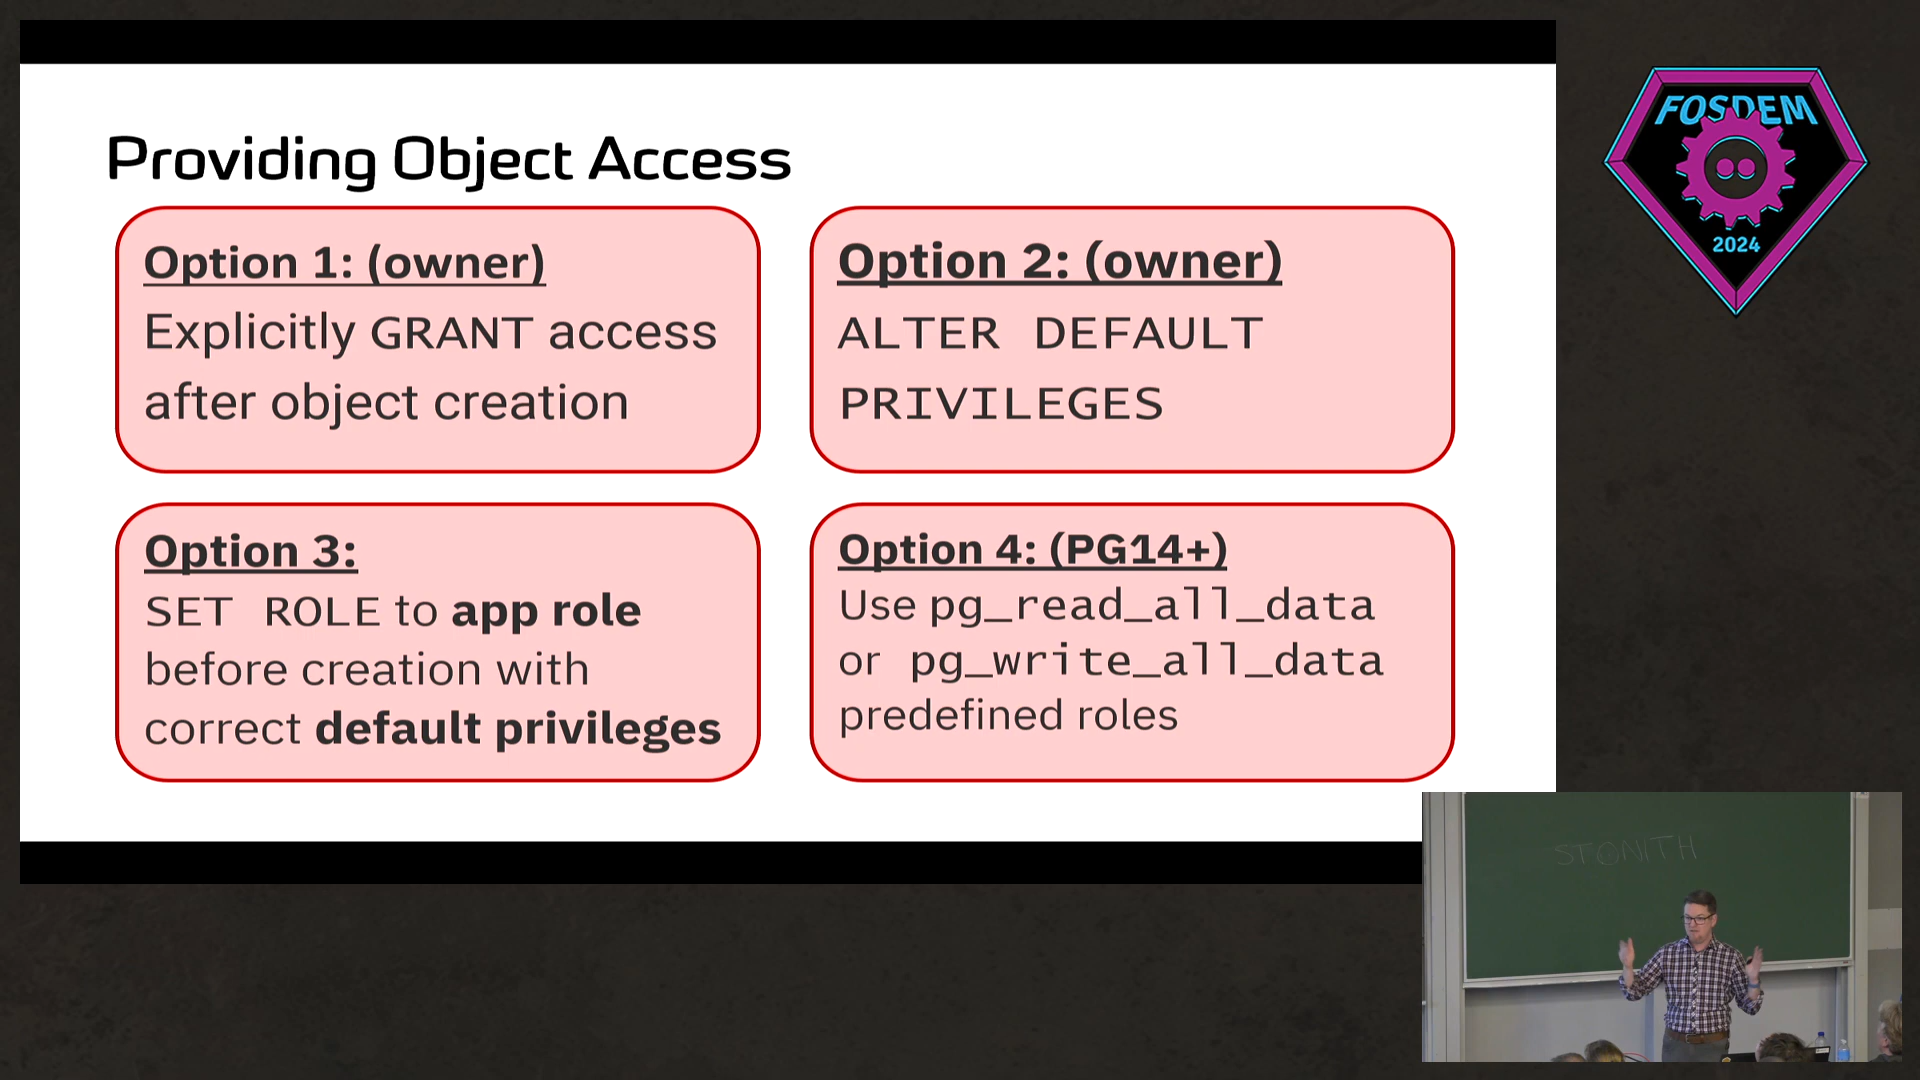 Providing Object Access
Option 1: (owner)
Explicitly GRANT access
after object creation
Option 2: (owner)
ALTER DEFAULT
PRIVILEGES
Option 3:
SET ROLE to app role
before creation with
correct default privileges
Option 4: (PG14+)
Use pg_read_all_data
or pg_write_all_data
predefined roles
FOSDEM
2024
STONITH